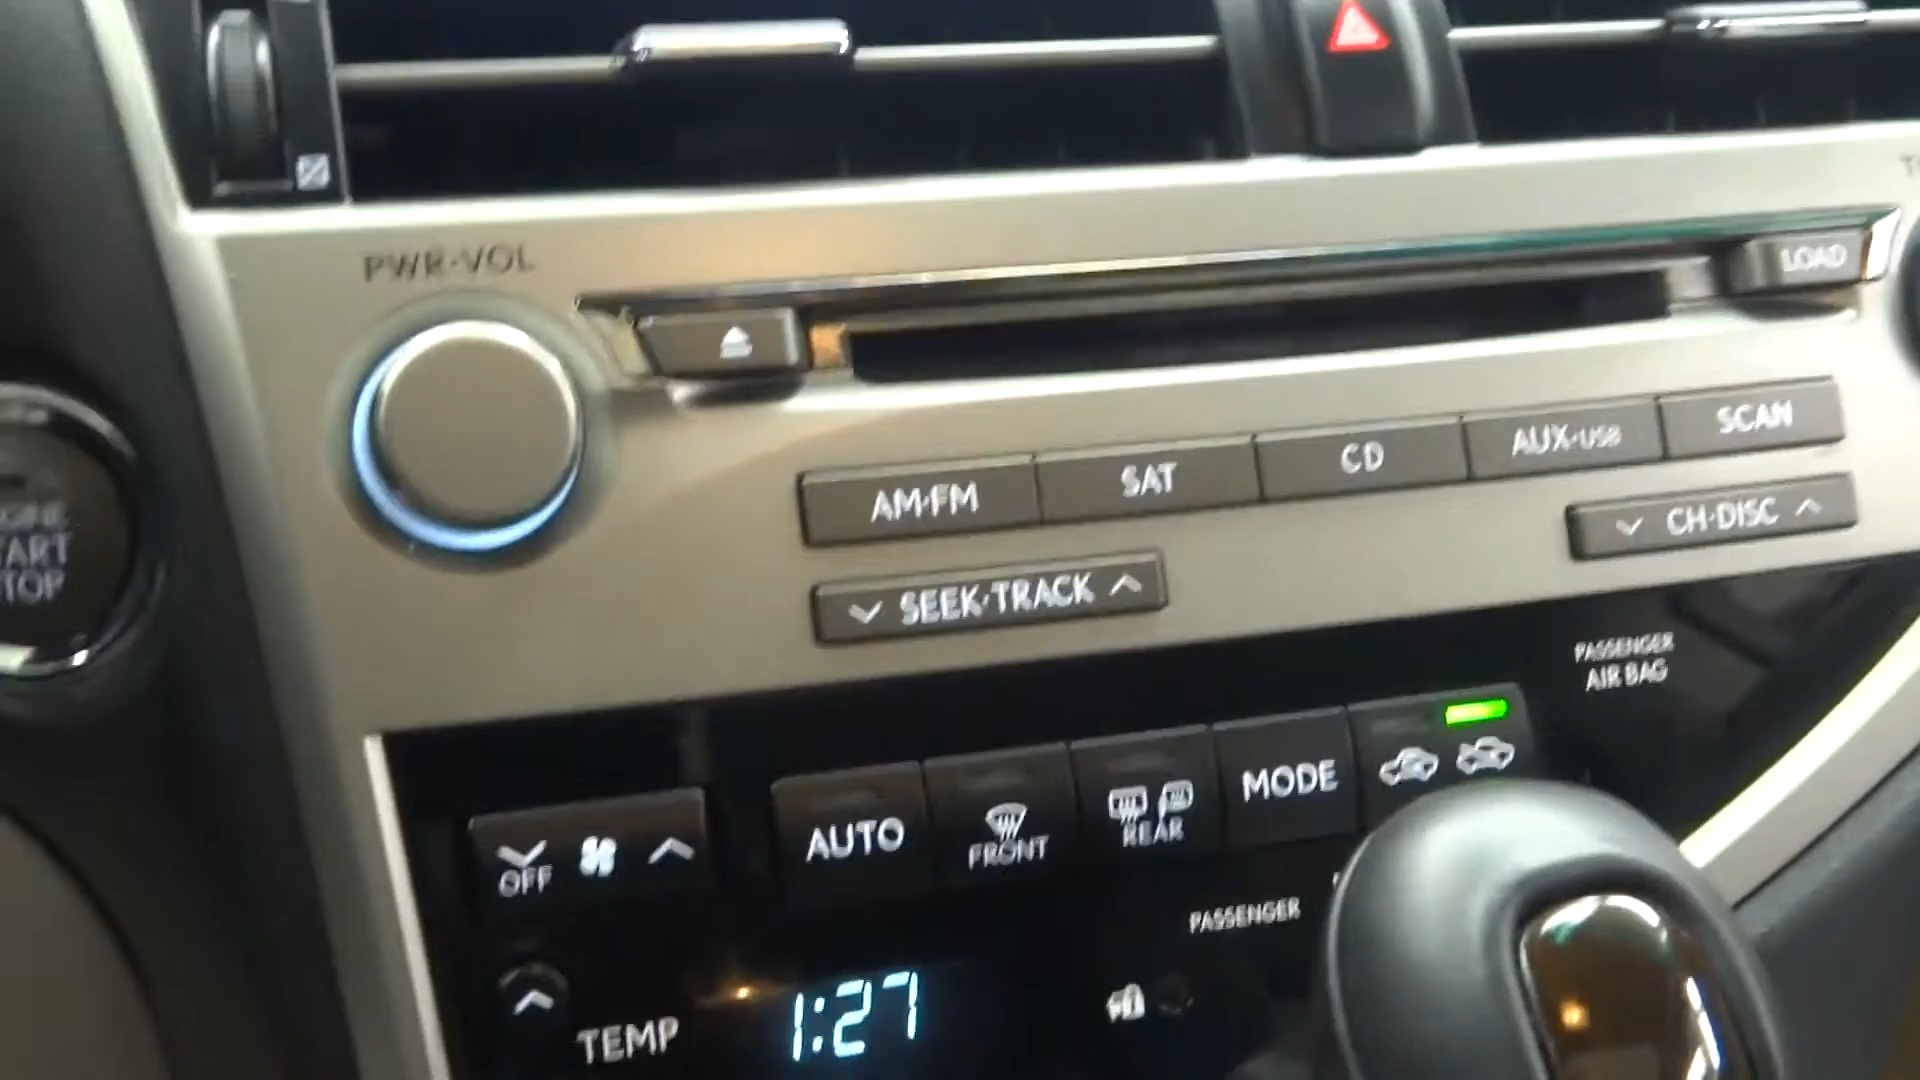 PWR·VOL
LOAD
AM·FM
SAT
CD
AUX·USB
SCAN
SEEK·TRACK
CH·DISC
PASSENGER
AIR BAG
OFF
AUTO
FRONT
REAR
MODE
PASSENGER
TEMP
1:27